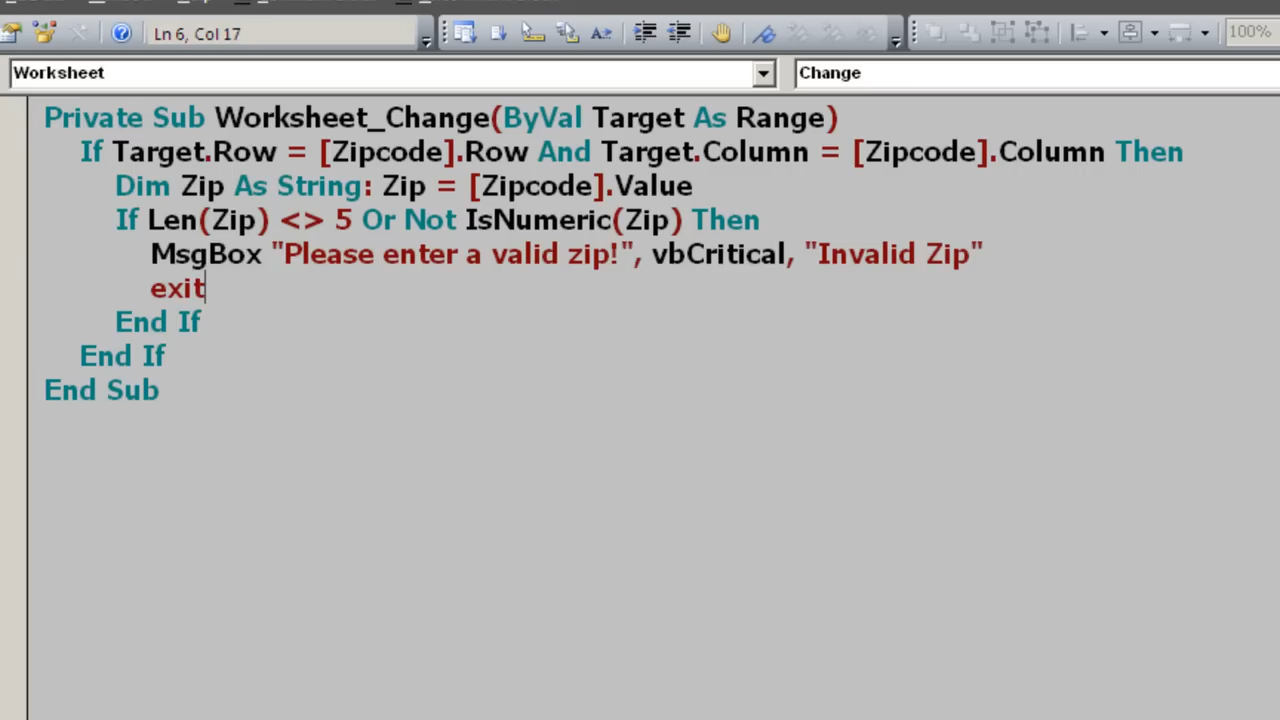 Ln 6, Col 17
100%
Worksheet
Change
Private Sub Worksheet_Change(ByVal Target As Range)
If Target.Row = [Zipcode].Row And Target.Column = [Zipcode].Column Then
Dim Zip As String: Zip = [Zipcode].Value
If Len(Zip) <> 5 Or Not IsNumeric(Zip) Then
MsgBox "Please enter a valid zip!", vbCritical, "Invalid Zip"
exit
End If
End If
End Sub